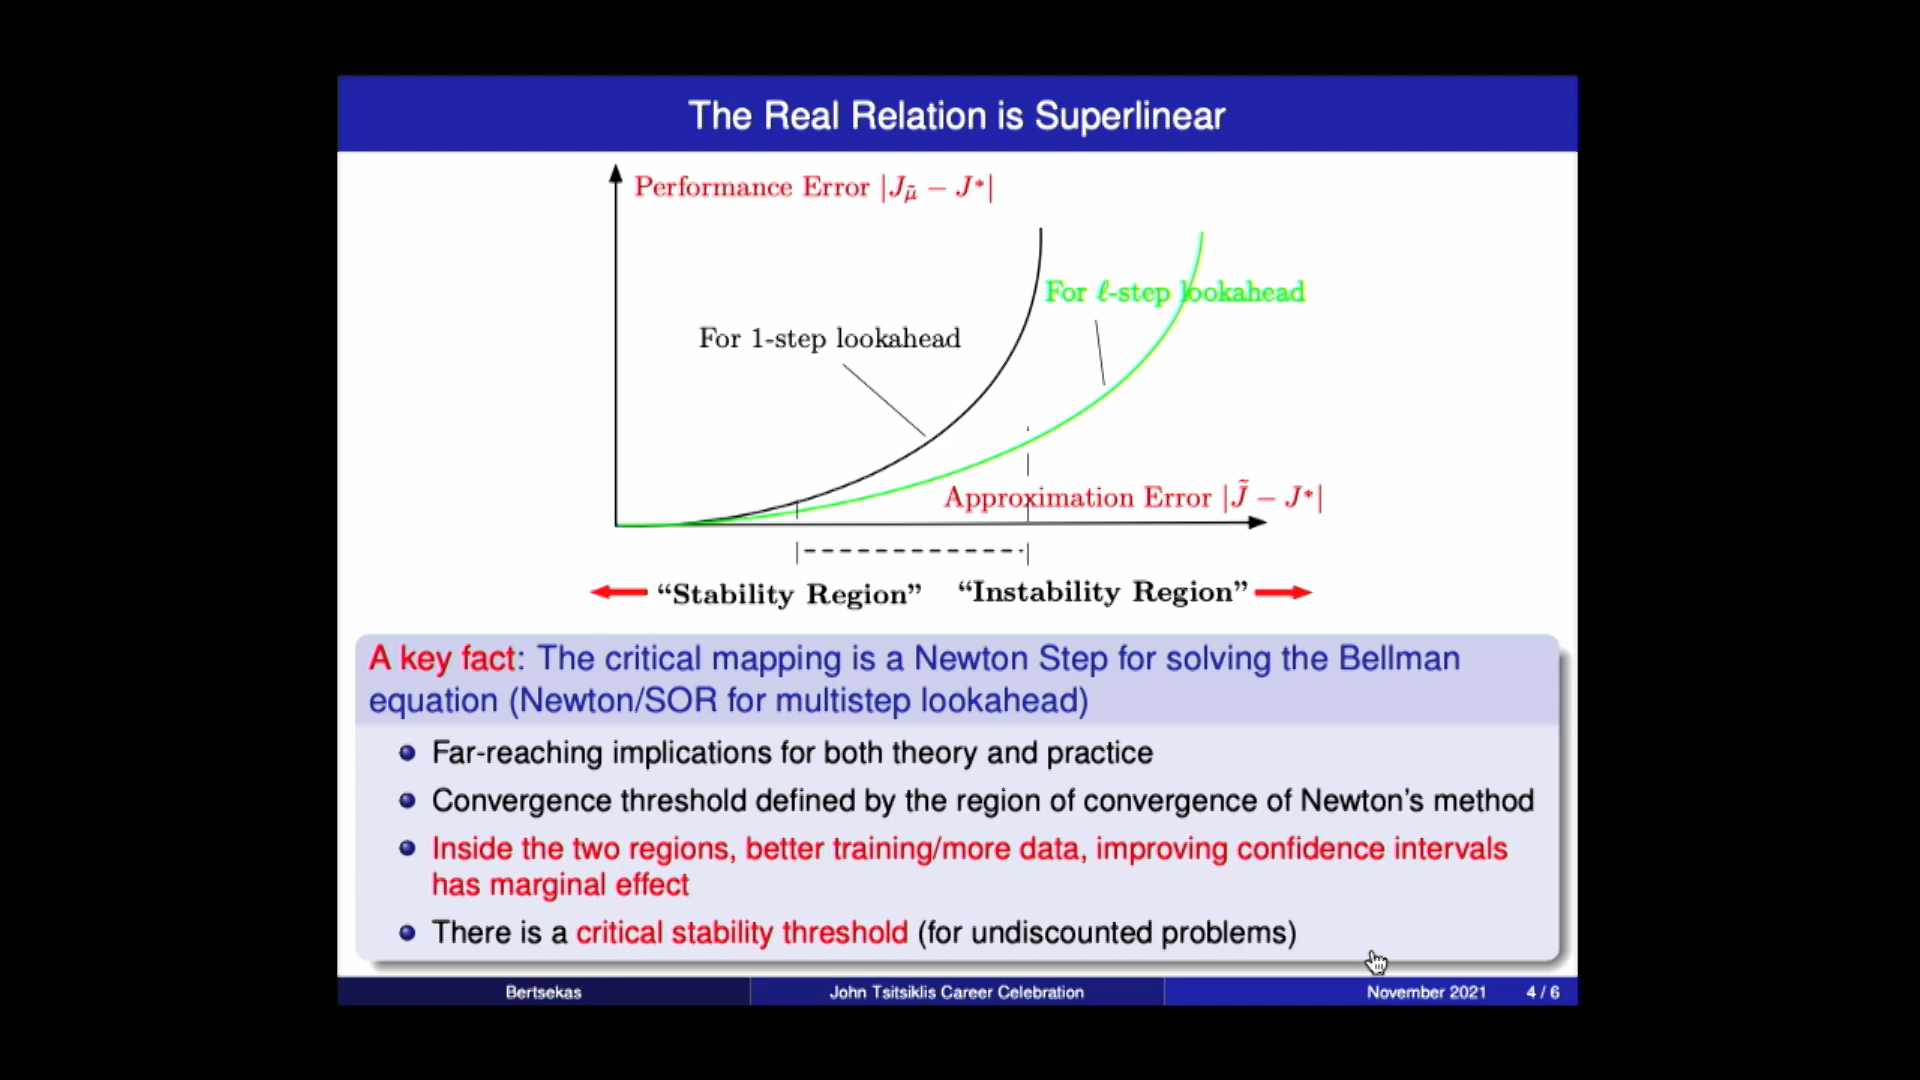 The Real Relation is Superlinear
Performance Error |J_μ̃ − J*|
For ℓ-step lookahead
For 1-step lookahead
Approximation Error |J̃ − J*|
“Stability Region” “Instability Region”
A key fact: The critical mapping is a Newton Step for solving the Bellman
equation (Newton/SOR for multistep lookahead)
Far-reaching implications for both theory and practice
Convergence threshold defined by the region of convergence of Newton’s method
Inside the two regions, better training/more data, improving confidence intervals
has marginal effect
There is a critical stability threshold (for undiscounted problems)
Bertsekas John Tsitsiklis Career Celebration November 2021 4 / 6